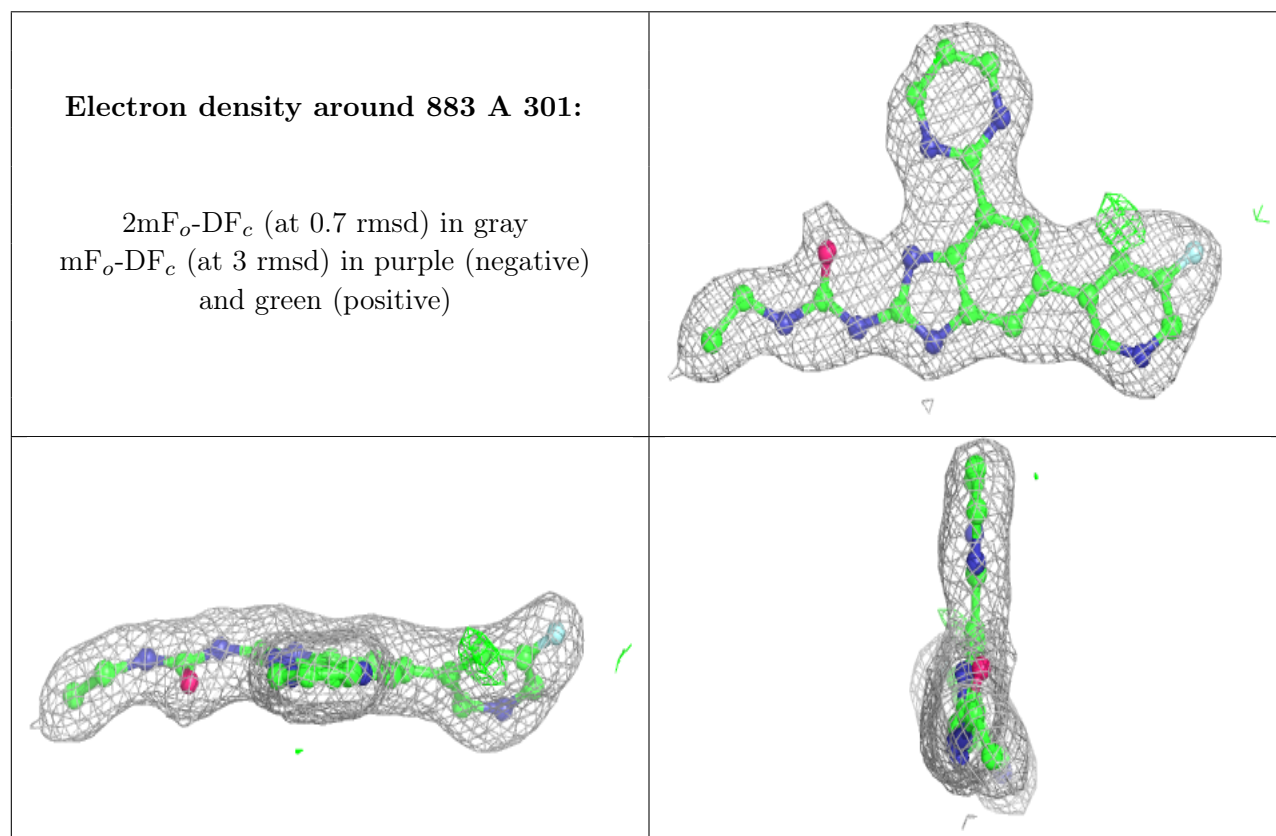 Electron density around 883 A 301:
2mFo-DFc (at 0.7 rmsd) in gray
mFo-DFc (at 3 rmsd) in purple (negative)
and green (positive)